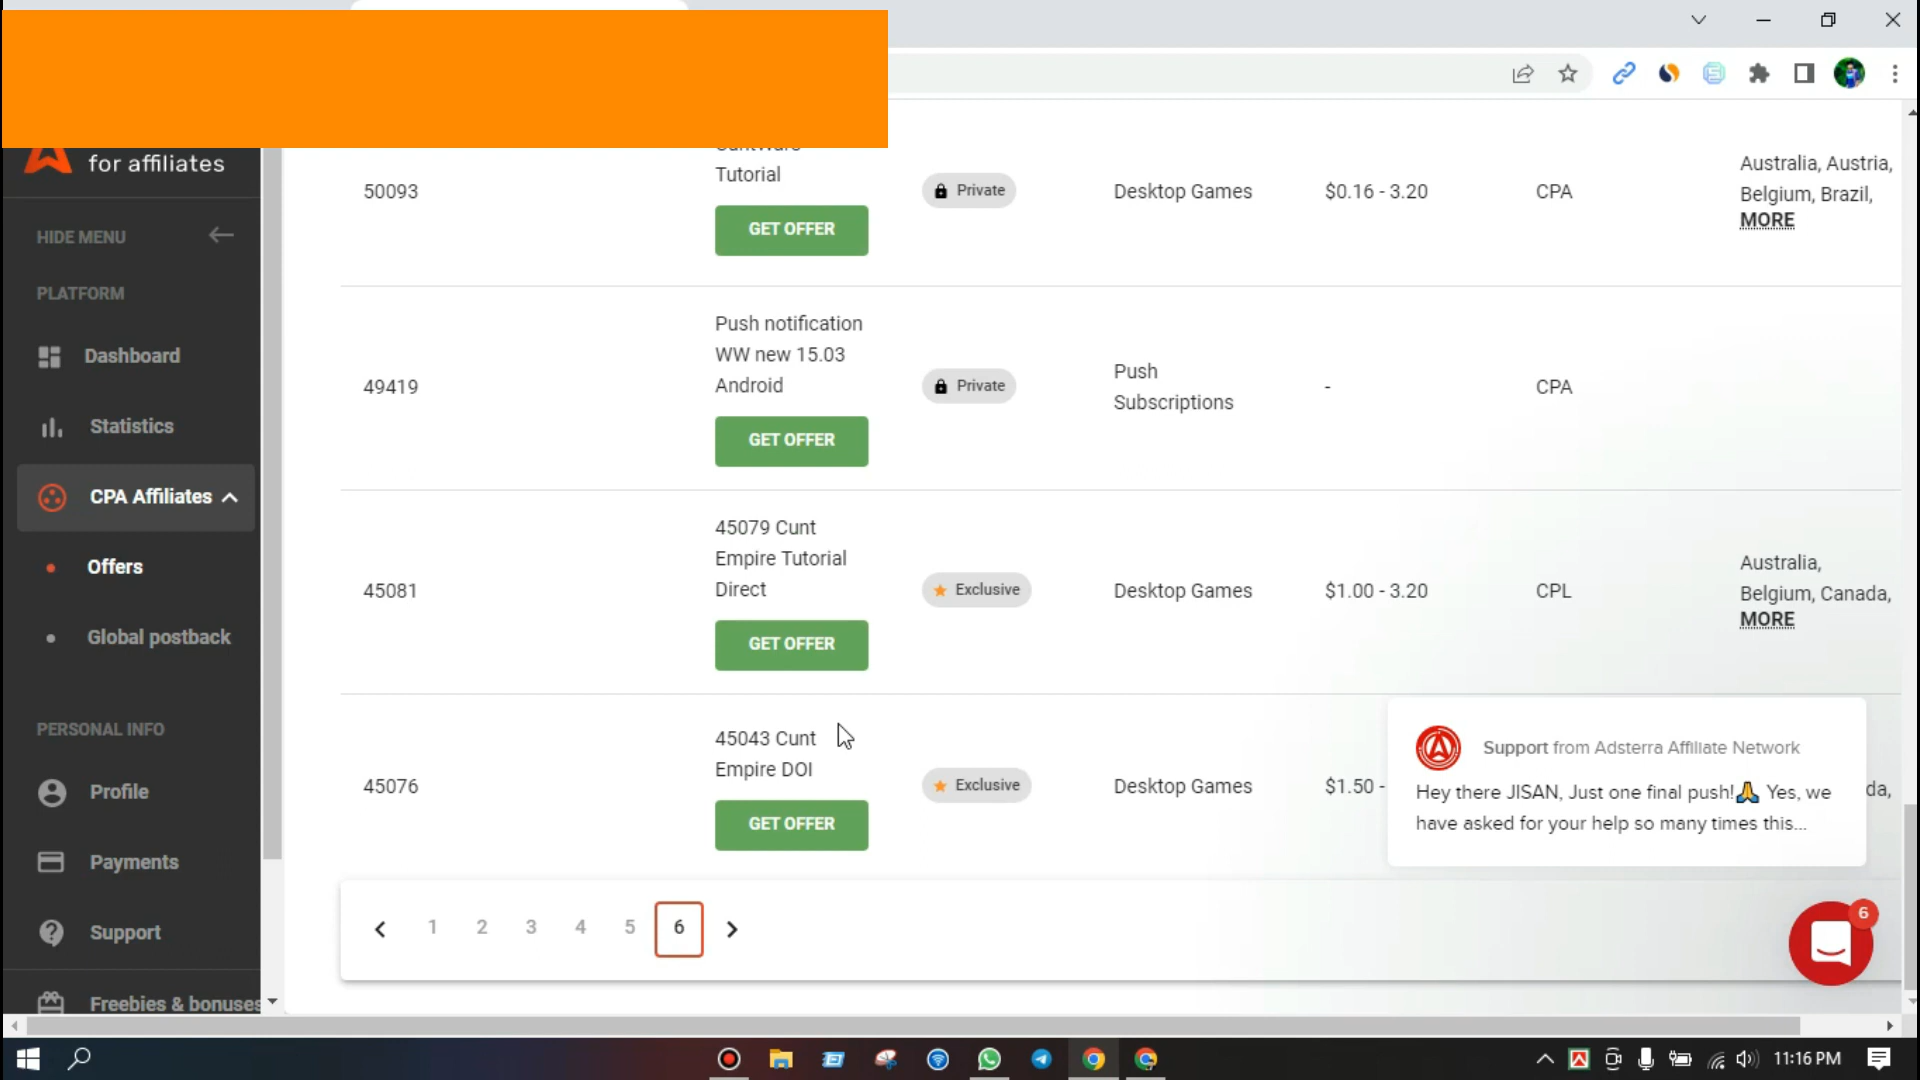 for affiliates
HIDE MENU
PLATFORM
Dashboard
Statistics
CPA Affiliates
Offers
Global postback
PERSONAL INFO
Profile
Payments
Support
Freebies & bonuses
50093
Tutorial
GET OFFER
Private
Desktop Games
$0.16 - 3.20
CPA
Australia, Austria,
Belgium, Brazil,
MORE
49419
Push notification
WW new 15.03
Android
GET OFFER
Private
Push
Subscriptions
-
CPA
45081
45079 Cunt
Empire Tutorial
Direct
GET OFFER
Exclusive
Desktop Games
$1.00 - 3.20
CPL
Australia,
Belgium, Canada,
MORE
45076
45043 Cunt
Empire DOI
GET OFFER
Exclusive
Desktop Games
$1.50 -
da,
Support from Adsterra Affiliate Network
Hey there JISAN, Just one final push!🙏 Yes, we
have asked for your help so many times this...
1 2 3 4 5 6
6
11:16 PM